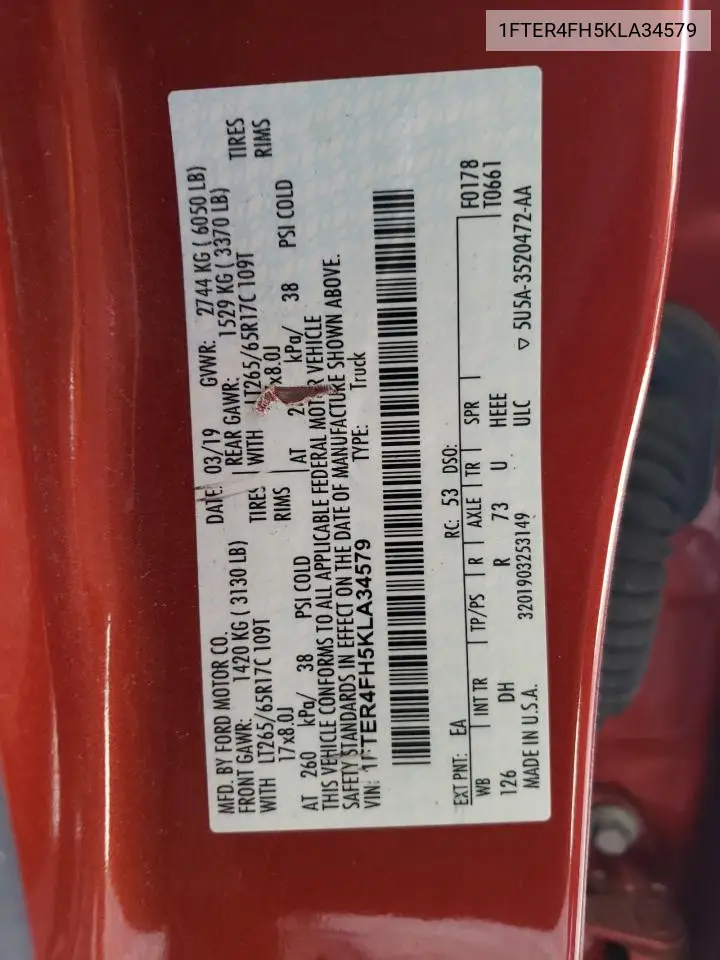 1FTER4FH5KLA34579
MFD. BY FORD MOTOR CO.
DATE: 03/19 GVWR: 2744 KG ( 6050 LB)
FRONT GAWR: 1420 KG ( 3130 LB)
REAR GAWR: 1529 KG ( 3370 LB)
WITH LT265/65R17C 109T TIRES
WITH LT265/65R17C 109T TIRES
17x8.0J RIMS
x8.0J RIMS
AT 260 kPa/ 38 PSI COLD
AT 2 kPa/ 38 PSI COLD
THIS VEHICLE CONFORMS TO ALL APPLICABLE FEDERAL MOTOR VEHICLE
SAFETY STANDARDS IN EFFECT ON THE DATE OF MANUFACTURE SHOWN ABOVE.
VIN: 1FTER4FH5KLA34579 TYPE: Truck
EXT PNT: EA RC: 53 DSO:
WB INT TR TP/PS R AXLE TR SPR F0178
126 DH R 73 U HEEE T0661
MADE IN U.S.A. 3201903253149 ULC ▽ 5U5A-3520472-AA